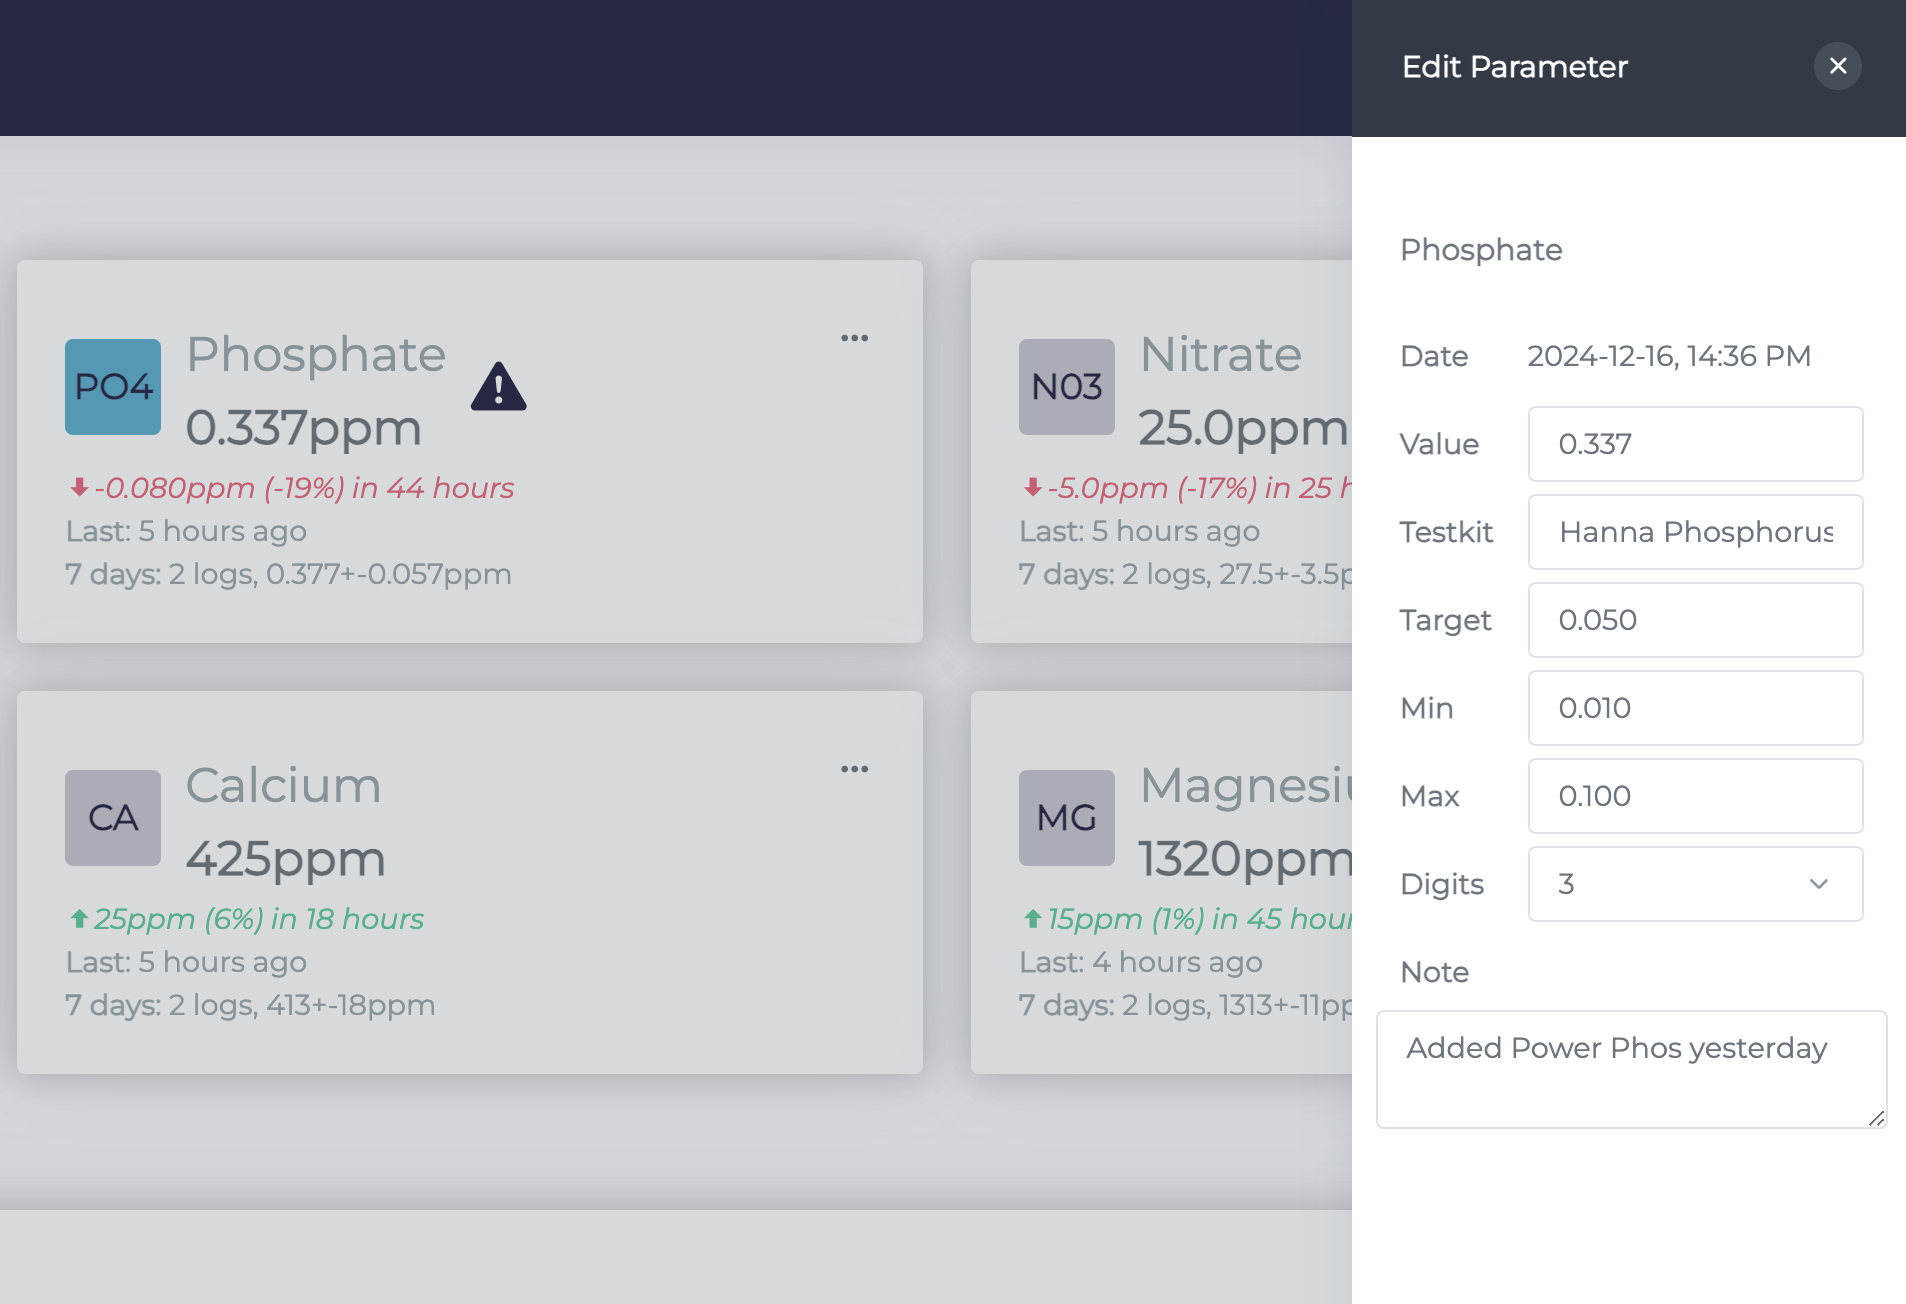 Edit Parameter
PO4
Phosphate
0.337ppm
-0.080ppm (-19%) in 44 hours
Last: 5 hours ago
7 days: 2 logs, 0.377+-0.057ppm
N03
Nitrate
25.0ppm
-5.0ppm (-17%) in 25
Last: 5 hours ago
7 days: 2 logs, 27.5+-3.5p
CA
Calcium
425ppm
25ppm (6%) in 18 hours
Last: 5 hours ago
7 days: 2 logs, 413+-18ppm
MG
Magnesiu
1320ppm
15ppm (1%) in 45 hour
Last: 4 hours ago
7 days: 2 logs, 1313+-11pp
Phosphate
Date 2024-12-16, 14:36 PM
Value 0.337
Testkit Hanna Phosphorus
Target 0.050
Min 0.010
Max 0.100
Digits 3
Note
Added Power Phos yesterday